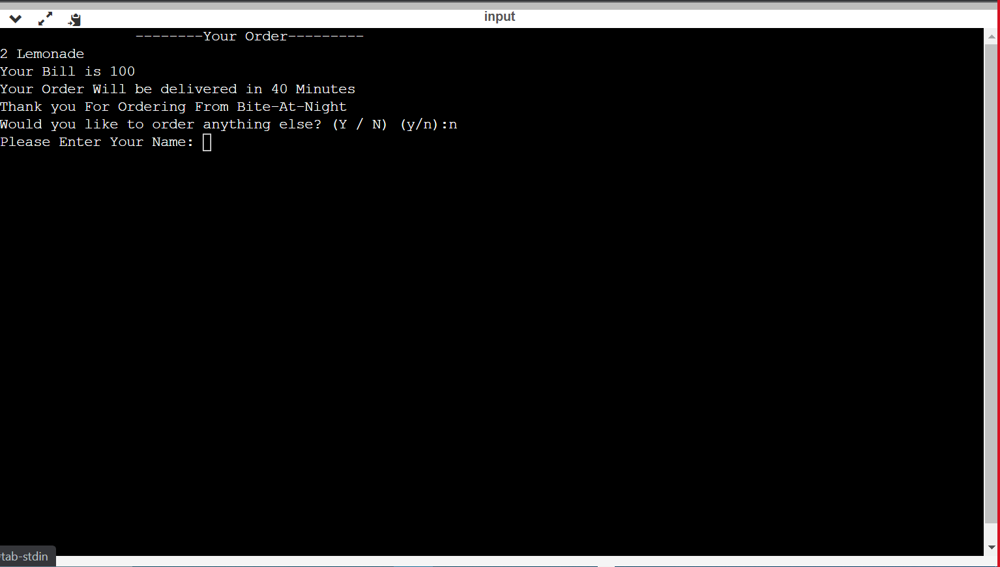 input
--------Your Order---------
2 Lemonade
Your Bill is 100
Your Order Will be delivered in 40 Minutes
Thank you For Ordering From Bite-At-Night
Would you like to order anything else? (Y / N) (y/n):n
Please Enter Your Name:
tab-stdin